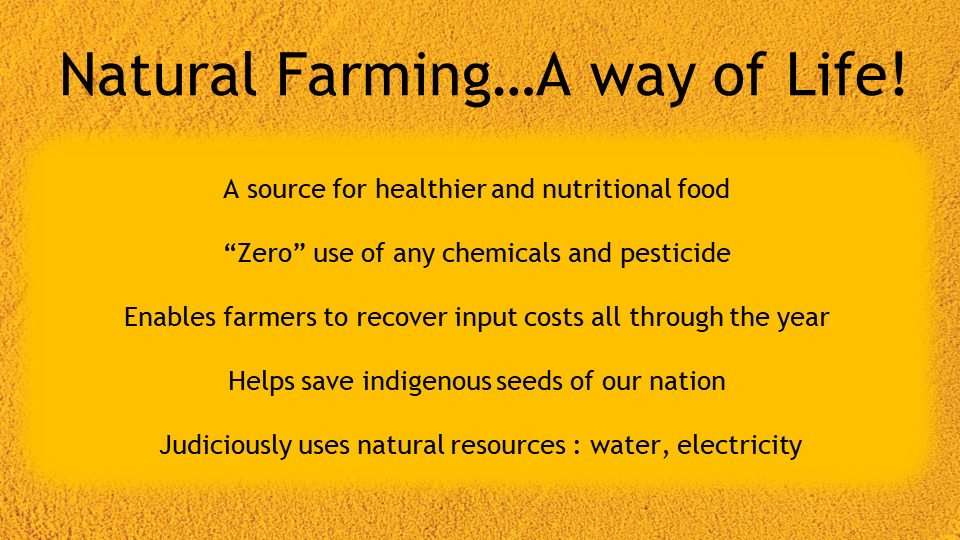 Natural Farming…A way of Life!
A source for healthier and nutritional food
“Zero” use of any chemicals and pesticide
Enables farmers to recover input costs all through the year
Helps save indigenous seeds of our nation
Judiciously uses natural resources : water, electricity